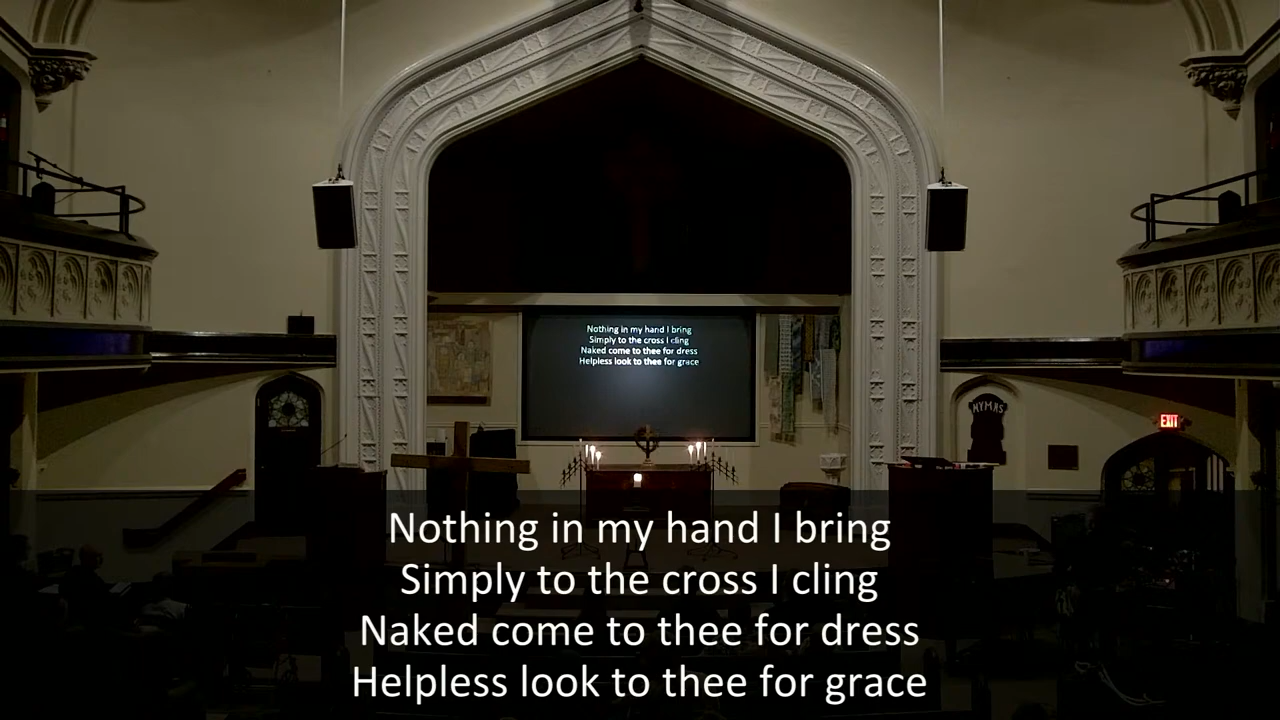 Nothing in my hand I bring
Simply to the cross I cling
Naked come to thee for dress
Helpless look to thee for grace
HYMNS
EXIT
Nothing in my hand I bring
Simply to the cross I cling
Naked come to thee for dress
Helpless look to thee for grace